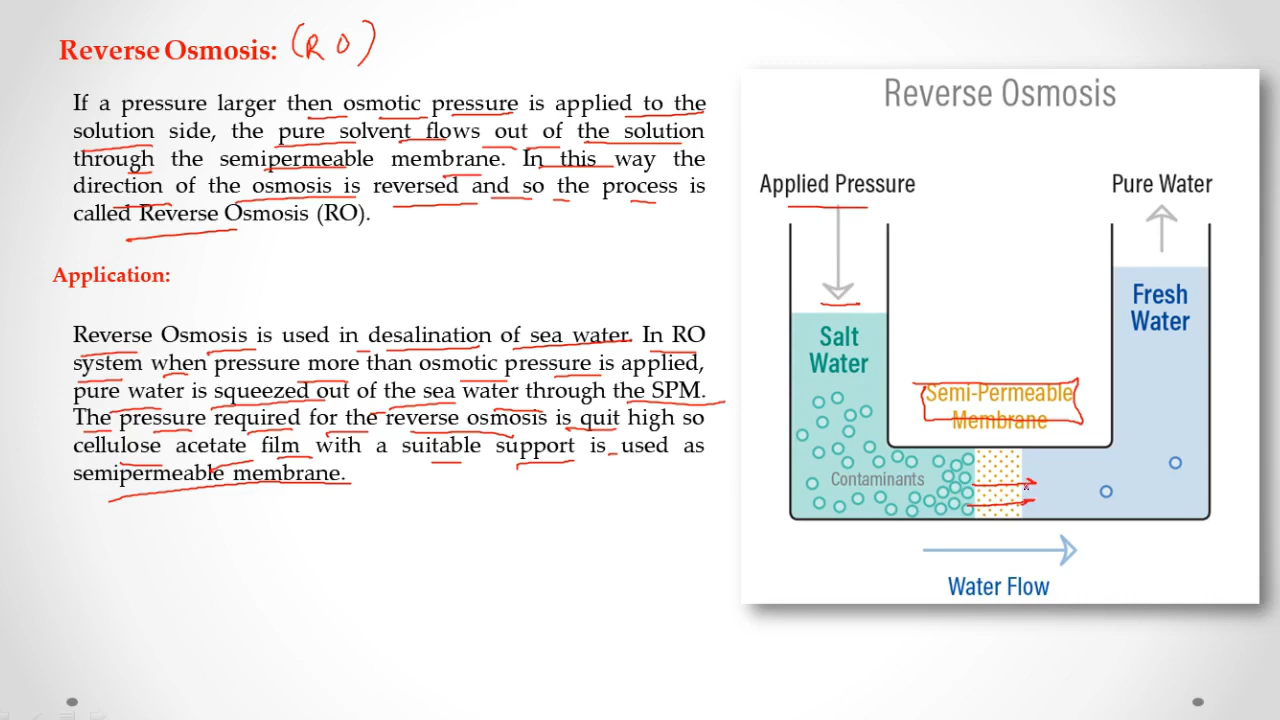 Reverse Osmosis: (RO)
If a pressure larger then osmotic pressure is applied to the
solution side, the pure solvent flows out of the solution
through the semipermeable membrane. In this way the
direction of the osmosis is reversed and so the process is
called Reverse Osmosis (RO).
Application:
Reverse Osmosis is used in desalination of sea water. In RO
system when pressure more than osmotic pressure is applied,
pure water is squeezed out of the sea water through the SPM.
The pressure required for the reverse osmosis is quit high so
cellulose acetate film with a suitable support is used as
semipermeable membrane.
Reverse Osmosis
Applied Pressure
Pure Water
Salt
Water
Fresh
Water
Semi-Permeable
Membrane
Contaminants
Water Flow